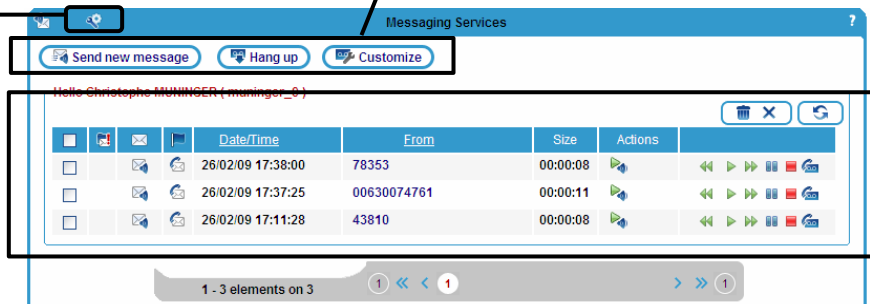 Messaging Services ?
Send new message Hang up Customize
Hello Christophe MUNINGER ( muninger_0 )
Date/Time From Size Actions
26/02/09 17:38:00 78353 00:00:08
26/02/09 17:37:25 00630074761 00:00:11
26/02/09 17:11:28 43810 00:00:08
1 - 3 elements on 3 1 1 1